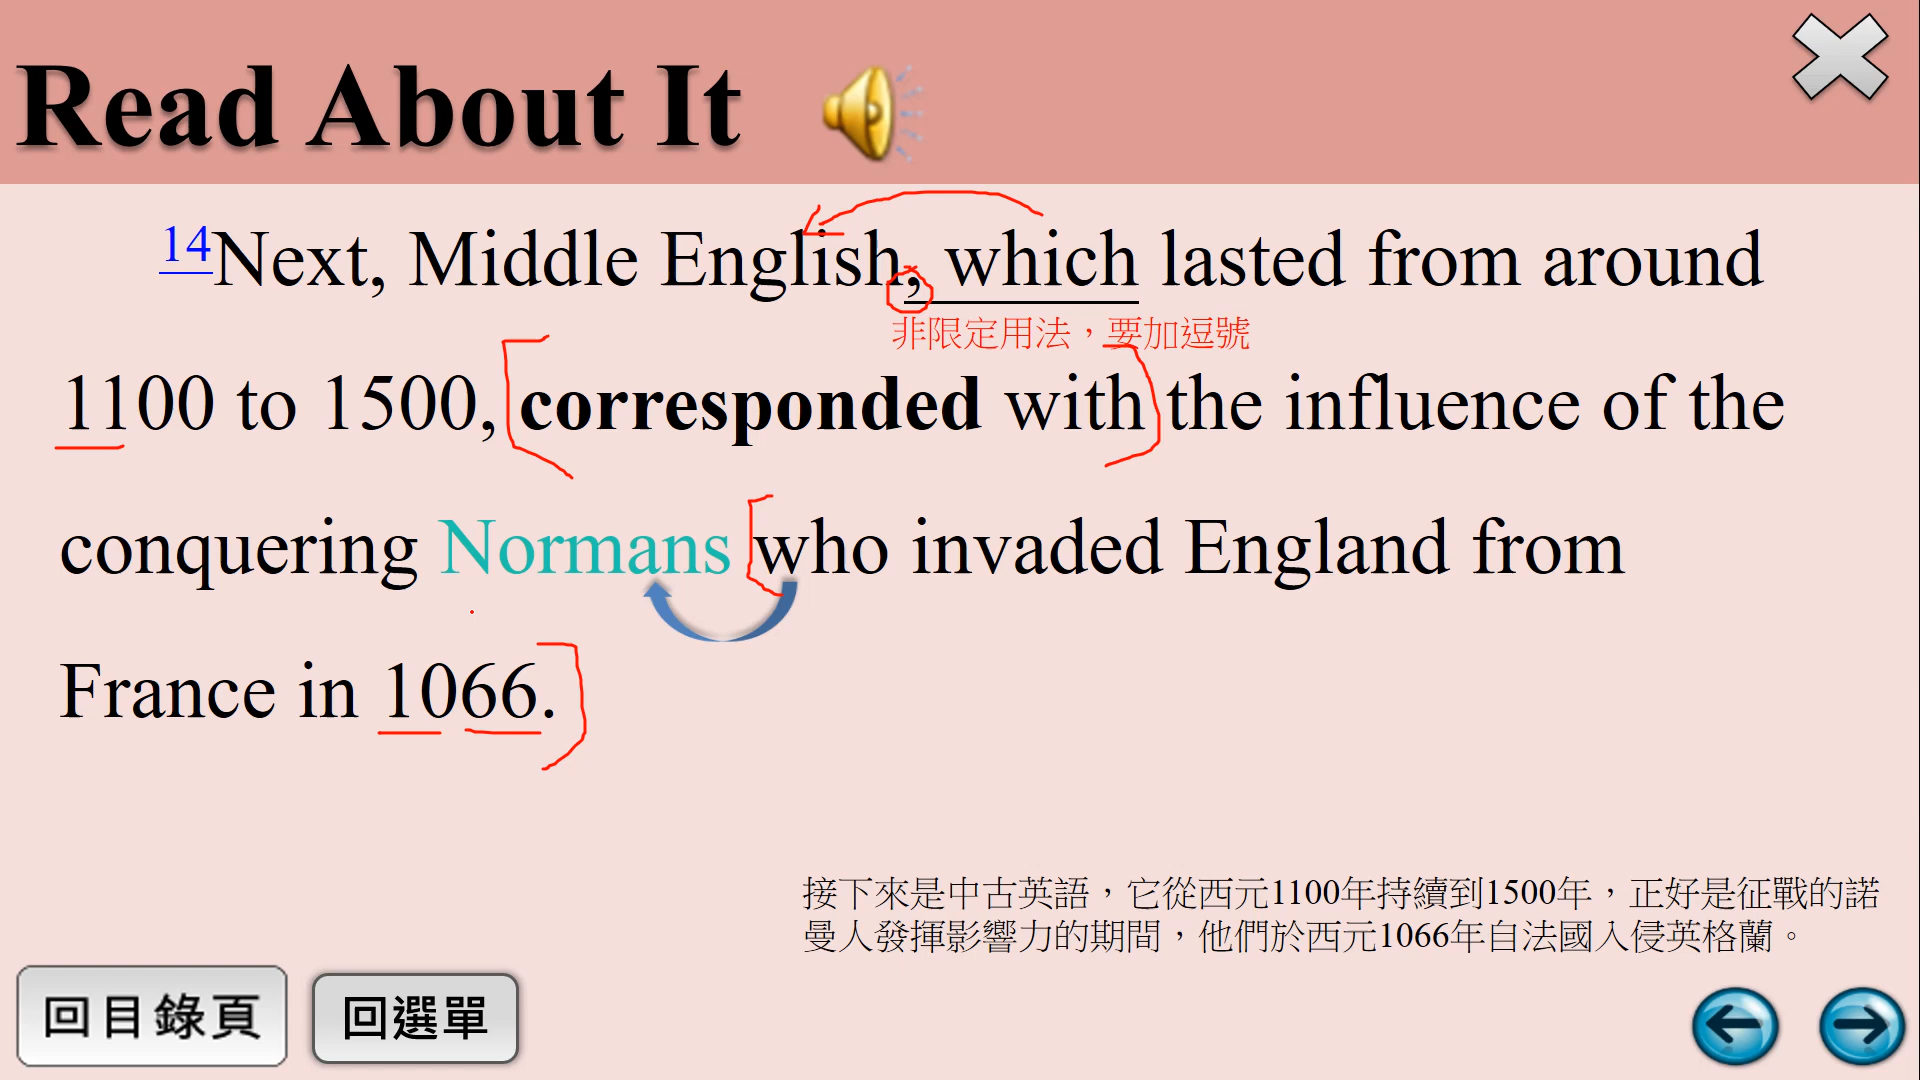 Read About It
14Next, Middle English, which lasted from around
非限定用法，要加逗號
1100 to 1500, corresponded with the influence of the
conquering Normans who invaded England from
France in 1066.
接下來是中古英語，它從西元1100年持續到1500年，正好是征戰的諾
曼人發揮影響力的期間，他們於西元1066年自法國入侵英格蘭。
回目錄頁
回選單